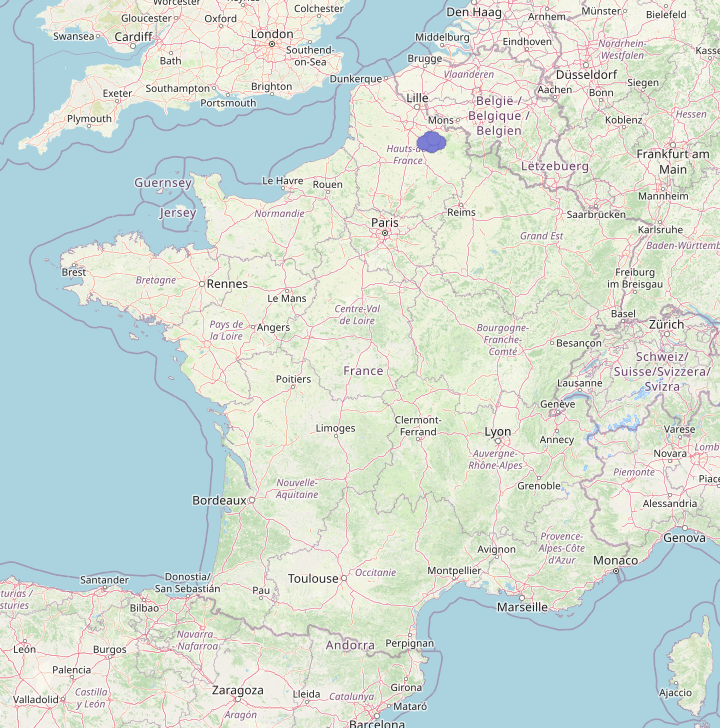 Worcester
Colchester
Den Haag
Arnhem
Münster
Bielefeld
Gloucester
Oxford
Swansea
Cardiff
London
Middelburg
Eindhoven
Nordrhein-
Westfalen
Kasse
Bath
Southend-
on-Sea
Brugge
Düsseldorf
Dunkerque
Vlaanderen
Siegen
Exeter
Southampton
Brighton
Lille
België /
Belgique /
Belgien
Aachen
Bonn
Portsmouth
Plymouth
Mons
Koblenz
Hessen
Hauts-de-
France
Frankfurt am
Main
Lëtzebuerg
Guernsey
Le Havre
Rouen
Mannheim
Jersey
Normandie
Reims
Saarbrücken
Paris
Karlsruhe
Grand Est
Baden-Württemb
Brest
Bretagne
Rennes
Le Mans
Freiburg
im Breisgau
Centre-Val
de Loire
Basel
Pays de
la Loire
Angers
Bourgogne-
Franche-
Comté
Zürich
Besançon
Schweiz/
Suisse/Svizzera/
Svizra
France
Poitiers
Lausanne
Genève
Limoges
Clermont-
Ferrand
Lyon
Annecy
Varese
Lomb
Auvergne-
Rhône-Alpes
Novara
Piemonte
Nouvelle-
Aquitaine
Grenoble
Piace
Bordeaux
Alessandria
Provence-
Alpes-Côte
d'Azur
Genova
Avignon
Monaco
Santander
Donostia/
San Sebastián
Toulouse
Occitanie
Montpellier
turias /
sturies
Bilbao
Pau
Marseille
León
Burgos
Navarra
Nafarroa
Andorra
Perpignan
Palencia
Valladolid
Castilla
y León
Zaragoza
Aragón
Lleida
Catalunya
Girona
Mataró
Barcelona
Ajaccio